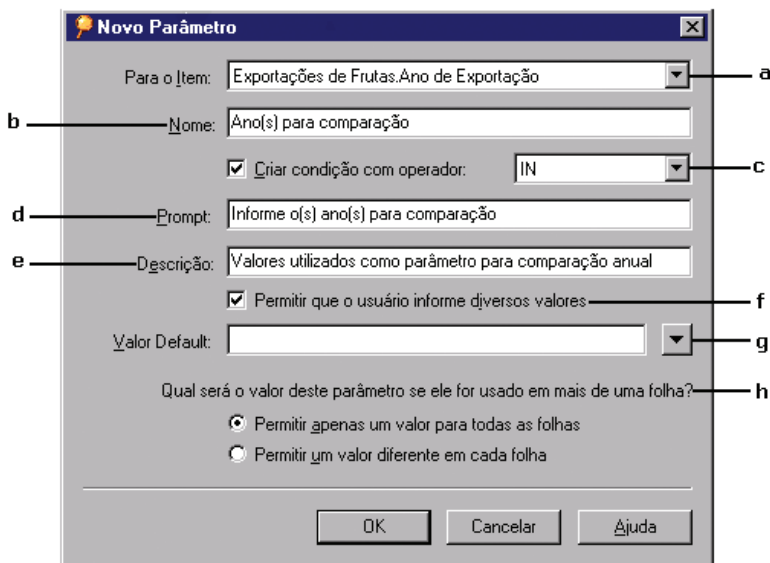 Novo Parâmetro
Para o Item: Exportações de Frutas.Ano de Exportação a
b Nome: Ano(s) para comparação
Criar condição com operador: IN c
d Prompt: Informe o(s) ano(s) para comparação
e Descrição: Valores utilizados como parâmetro para comparação anual
Permitir que o usuário informe diversos valores f
Valor Default: g
Qual será o valor deste parâmetro se ele for usado em mais de uma folha? h
Permitir apenas um valor para todas as folhas
Permitir um valor diferente em cada folha
OK Cancelar Ajuda